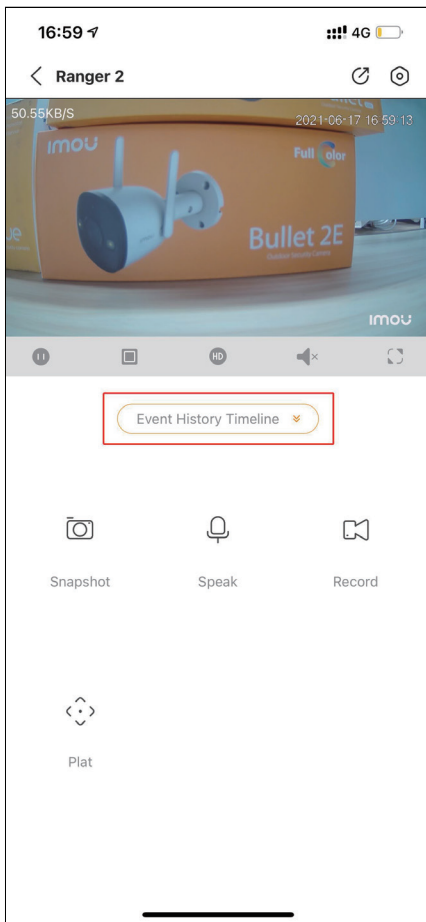 16:59
4G
Ranger 2
50.55KB/S
2021-06-17 16:59:13
imou
Full Color
Bullet 2E
imou
HD
Event History Timeline
Snapshot
Speak
Record
Plat